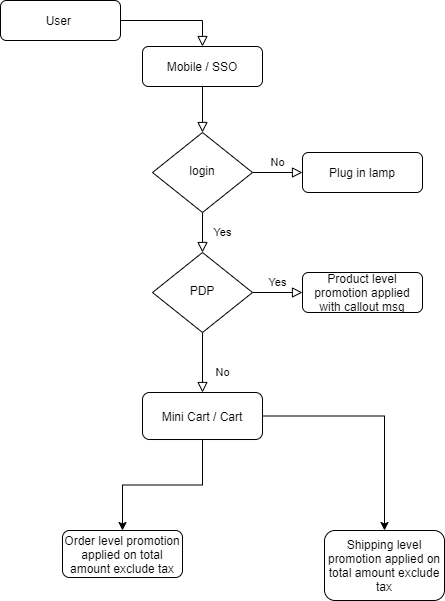 User
Mobile / SSO
login
No
Plug in lamp
Yes
PDP
Yes
Product level
promotion applied
with callout msg
No
Mini Cart / Cart
Order level promotion
applied on total
amount exclude tax
Shipping level
promotion applied on
total amount exclude
tax